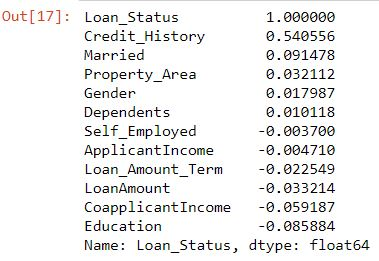 Out[17]: Loan_Status 1.000000
Credit_History 0.540556
Married 0.091478
Property_Area 0.032112
Gender 0.017987
Dependents 0.010118
Self_Employed -0.003700
ApplicantIncome -0.004710
Loan_Amount_Term -0.022549
LoanAmount -0.033214
CoapplicantIncome -0.059187
Education -0.085884
Name: Loan_Status, dtype: float64